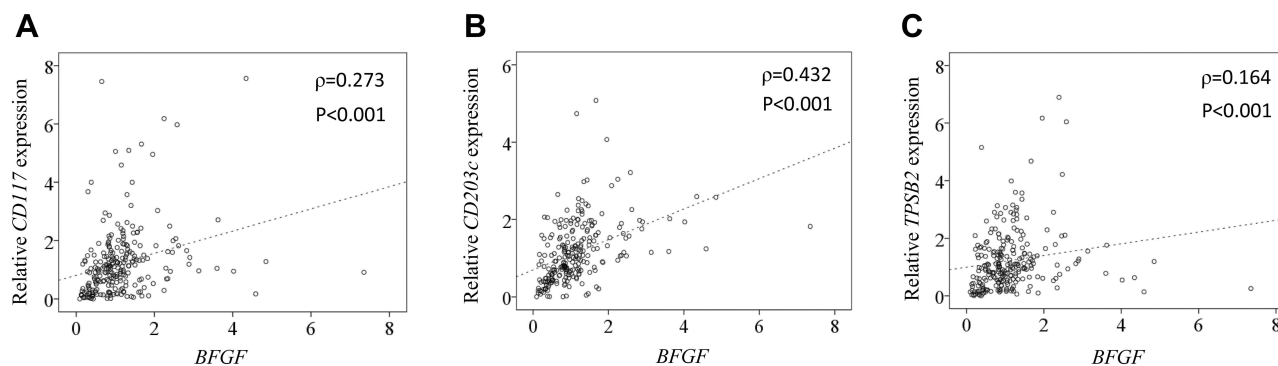 A
Relative CD117 expression
8
6
4
2
0
ρ=0.273
P<0.001
0 2 4 6 8
BFGF
B
Relative CD203c expression
6
4
2
0
ρ=0.432
P<0.001
0 2 4 6 8
BFGF
C
Relative TPSB2 expression
8
6
4
2
0
ρ=0.164
P<0.001
0 2 4 6 8
BFGF